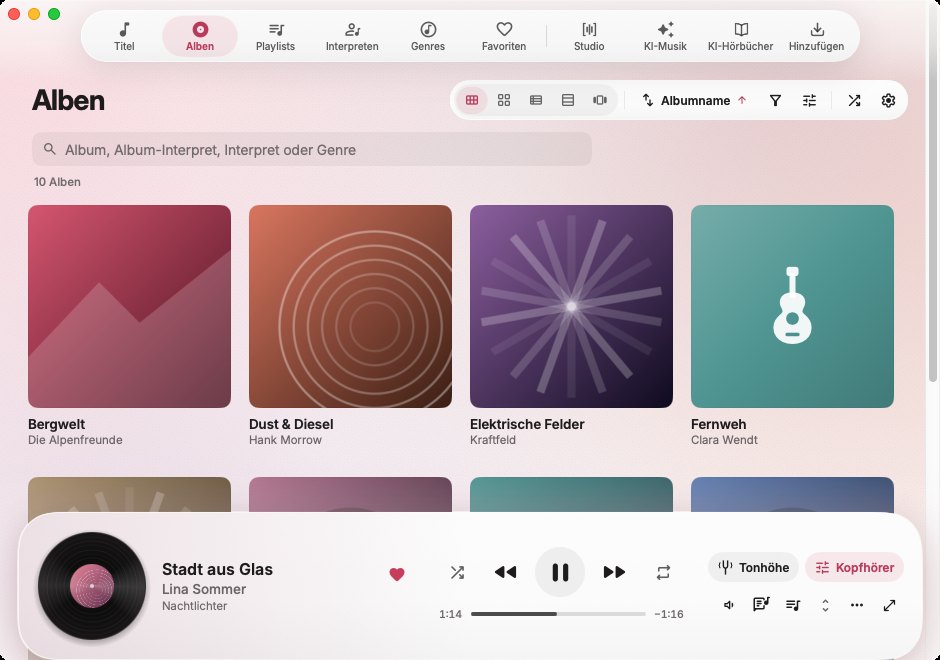 Titel
Alben
Playlists
Interpreten
Genres
Favoriten
Studio
KI-Musik
KI-Hörbücher
Hinzufügen
Alben
Albumname
Album, Album-Interpret, Interpret oder Genre
10 Alben
Bergwelt
Die Alpenfreunde
Dust & Diesel
Hank Morrow
Elektrische Felder
Kraftfeld
Fernweh
Clara Wendt
Stadt aus Glas
Lina Sommer
Nachtlichter
1:14
−1:16
Tonhöhe
Kopfhörer